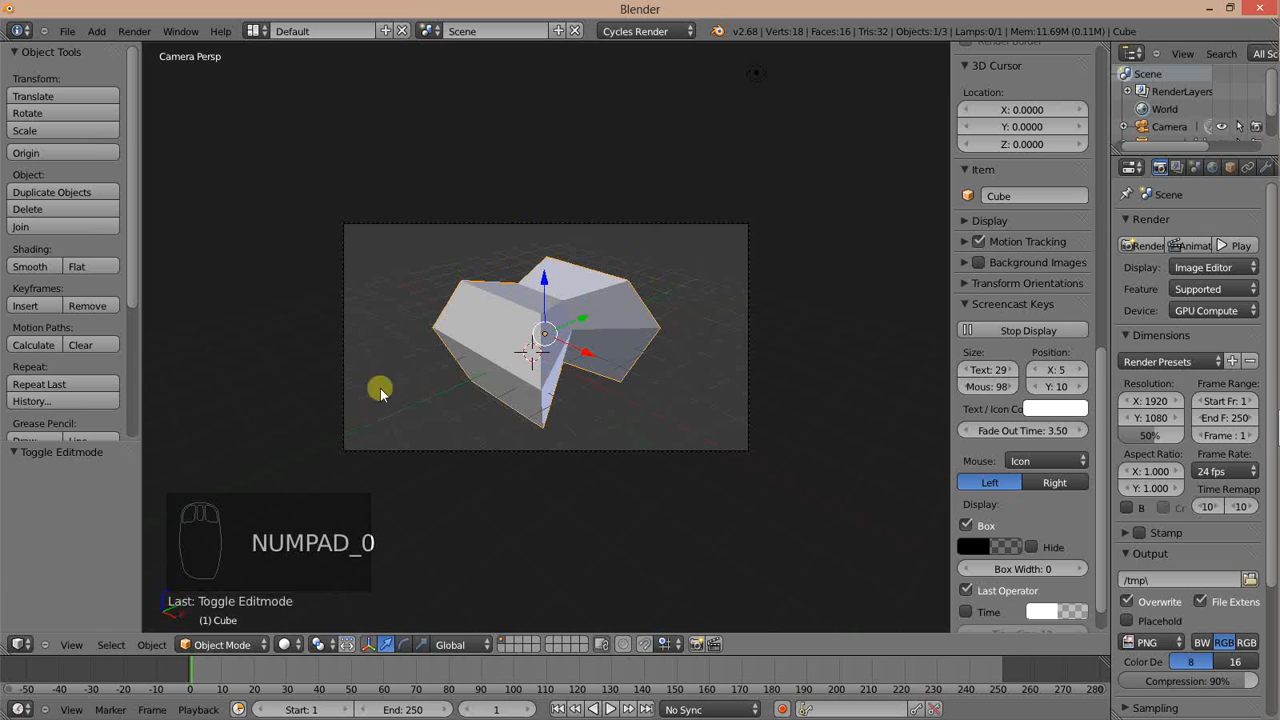 Blender
File Add Render Window Help Default Scene Cycles Render v2.68 | Verts:18 | Faces:16 | Tris:32 | Objects:1/3 | Lamps:0/1 | Mem:11.69M (0.11M) | Cube
Object Tools
Transform:
Translate
Rotate
Scale
Origin
Object:
Duplicate Objects
Delete
Join
Shading:
Smooth Flat
Keyframes:
Insert Remove
Motion Paths:
Calculate Clear
Repeat:
Repeat Last
History...
Grease Pencil:
Toggle Editmode
Camera Persp
NUMPAD_0
Last: Toggle Editmode
(1) Cube
3D Cursor
Location:
X: 0.0000
Y: 0.0000
Z: 0.0000
Item
Cube
Display
Motion Tracking
Background Images
Transform Orientations
Screencast Keys
Stop Display
Size: Position:
Text: 29 X: 5
Mous: 98 Y: 10
Text / Icon Co
Fade Out Time: 3.50
Mouse: Icon
Left Right
Display:
Box
Hide
Box Width: 0
Last Operator
Time
View Search All Sc
Scene
RenderLayers
World
Camera
Scene
Render
Render Animat Play
Display: Image Editor
Feature Supported
Device: GPU Compute
Dimensions
Render Presets
Resolution: Frame Range:
X: 1920 Start Fr: 1
Y: 1080 End F: 250
50% Frame : 1
Aspect Ratio: Frame Rate:
X: 1.000 24 fps
Y: 1.000 Time Remapp
B Cr 10 10
Stamp
Output
/tmp\
Overwrite File Extens
Placehold
PNG BW RGB RGB
Color De 8 16
Compression: 90%
Sampling
View Select Object Object Mode Global
-50 -40 -30 -20 -10 0 10 20 30 40 50 60 70 80 90 100 110 120 130 140 150 160 170 180 190 200 210 220 230 240 250 260 270 280
View Marker Frame Playback Start: 1 End: 250 1 No Sync